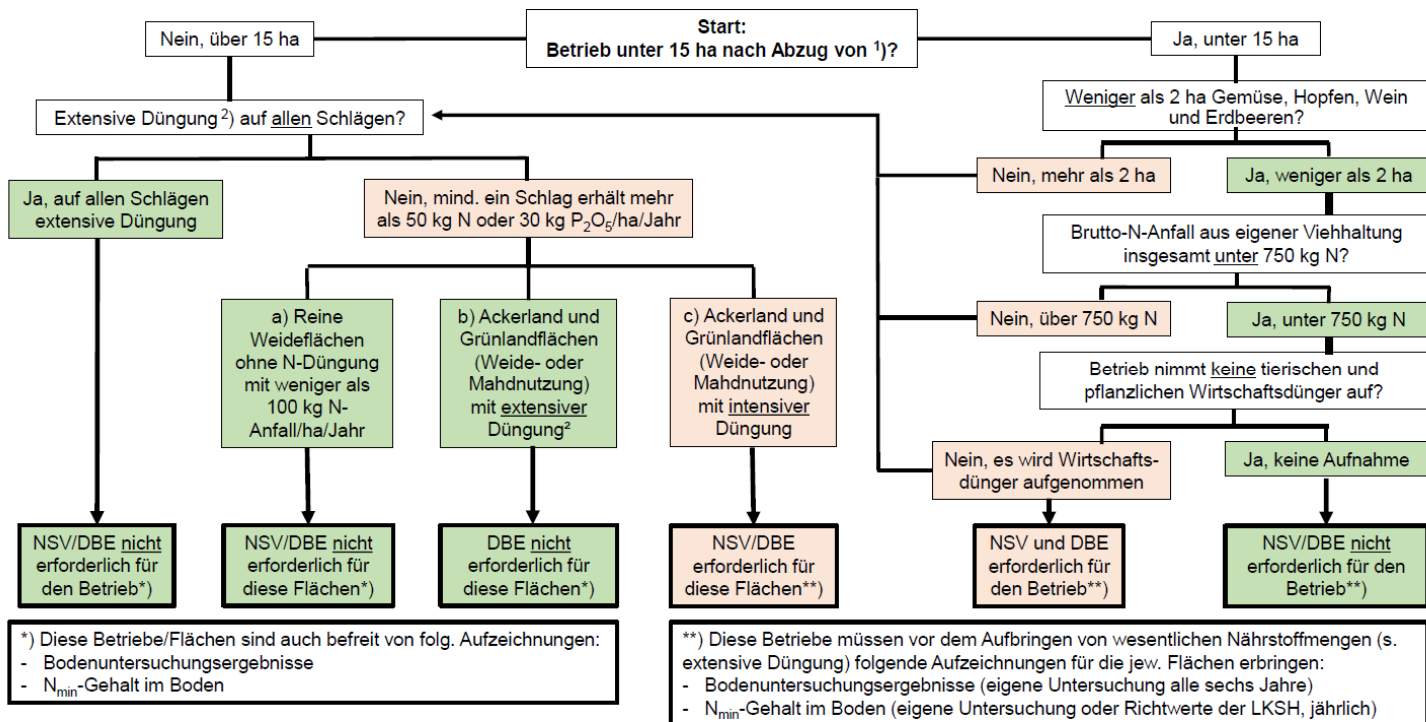 Start:
Betrieb unter 15 ha nach Abzug von ¹)?
Nein, über 15 ha
Ja, unter 15 ha
Extensive Düngung ²) auf allen Schlägen?
Weniger als 2 ha Gemüse, Hopfen, Wein
und Erdbeeren?
Nein, mehr als 2 ha
Ja, weniger als 2 ha
Ja, auf allen Schlägen
extensive Düngung
Nein, mind. ein Schlag erhält mehr
als 50 kg N oder 30 kg P₂O₅/ha/Jahr
Brutto-N-Anfall aus eigener Viehhaltung
insgesamt unter 750 kg N?
Nein, über 750 kg N
Ja, unter 750 kg N
a) Reine
Weideflächen
ohne N-Düngung
mit weniger als
100 kg N-
Anfall/ha/Jahr
b) Ackerland und
Grünlandflächen
(Weide- oder
Mahdnutzung)
mit extensiver
Düngung²
c) Ackerland und
Grünlandflächen
(Weide- oder
Mahdnutzung)
mit intensiver
Düngung
Betrieb nimmt keine tierischen und
pflanzlichen Wirtschaftsdünger auf?
Nein, es wird Wirtschafts-
dünger aufgenommen
Ja, keine Aufnahme
NSV/DBE nicht
erforderlich für
den Betrieb*)
NSV/DBE nicht
erforderlich für
diese Flächen*)
DBE nicht
erforderlich für
diese Flächen*)
NSV/DBE
erforderlich für
diese Flächen**)
NSV und DBE
erforderlich für
den Betrieb**)
NSV/DBE nicht
erforderlich für den
Betrieb**)
*) Diese Betriebe/Flächen sind auch befreit von folg. Aufzeichnungen:
- Bodenuntersuchungsergebnisse
- Nmin-Gehalt im Boden
**) Diese Betriebe müssen vor dem Aufbringen von wesentlichen Nährstoffmengen (s.
extensive Düngung) folgende Aufzeichnungen für die jew. Flächen erbringen:
- Bodenuntersuchungsergebnisse (eigene Untersuchung alle sechs Jahre)
- Nmin-Gehalt im Boden (eigene Untersuchung oder Richtwerte der LKSH, jährlich)